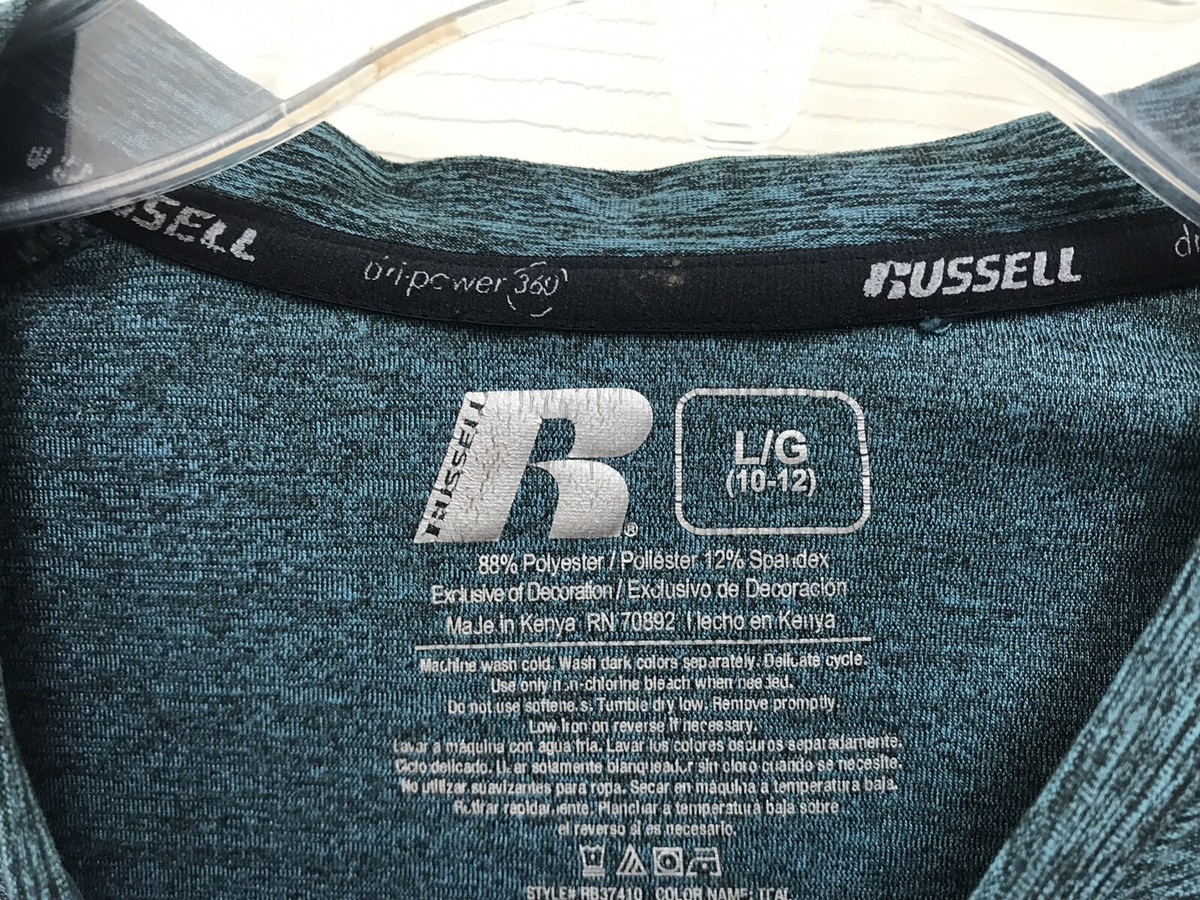 RUSSELL
dri-power 360
RUSSELL
RUSSELL
R®
L/G
(10-12)
88% Polyester / Poliéster 12% Spandex
Exclusive of Decoration / Exclusivo de Decoración
Made in Kenya RN 70892 Hecho en Kenya
Machine wash cold. Wash dark colors separately. Delicate cycle.
Use only non-chlorine bleach when needed.
Do not use softeners. Tumble dry low. Remove promptly.
Low iron on reverse if necessary.
Lavar a máquina con agua fria. Lavar los colores oscuros separadamente.
Ciclo delicado. Usar solamente blanqueador sin cloro cuando se necesite.
No utilizar suavizantes para ropa. Secar en máquina a temperatura baja.
Retirar rapidamente. Planchar a temperatura baja sobre
el reverso si es necesario.
STYLE# RB37410 COLOR NAME: TEAL